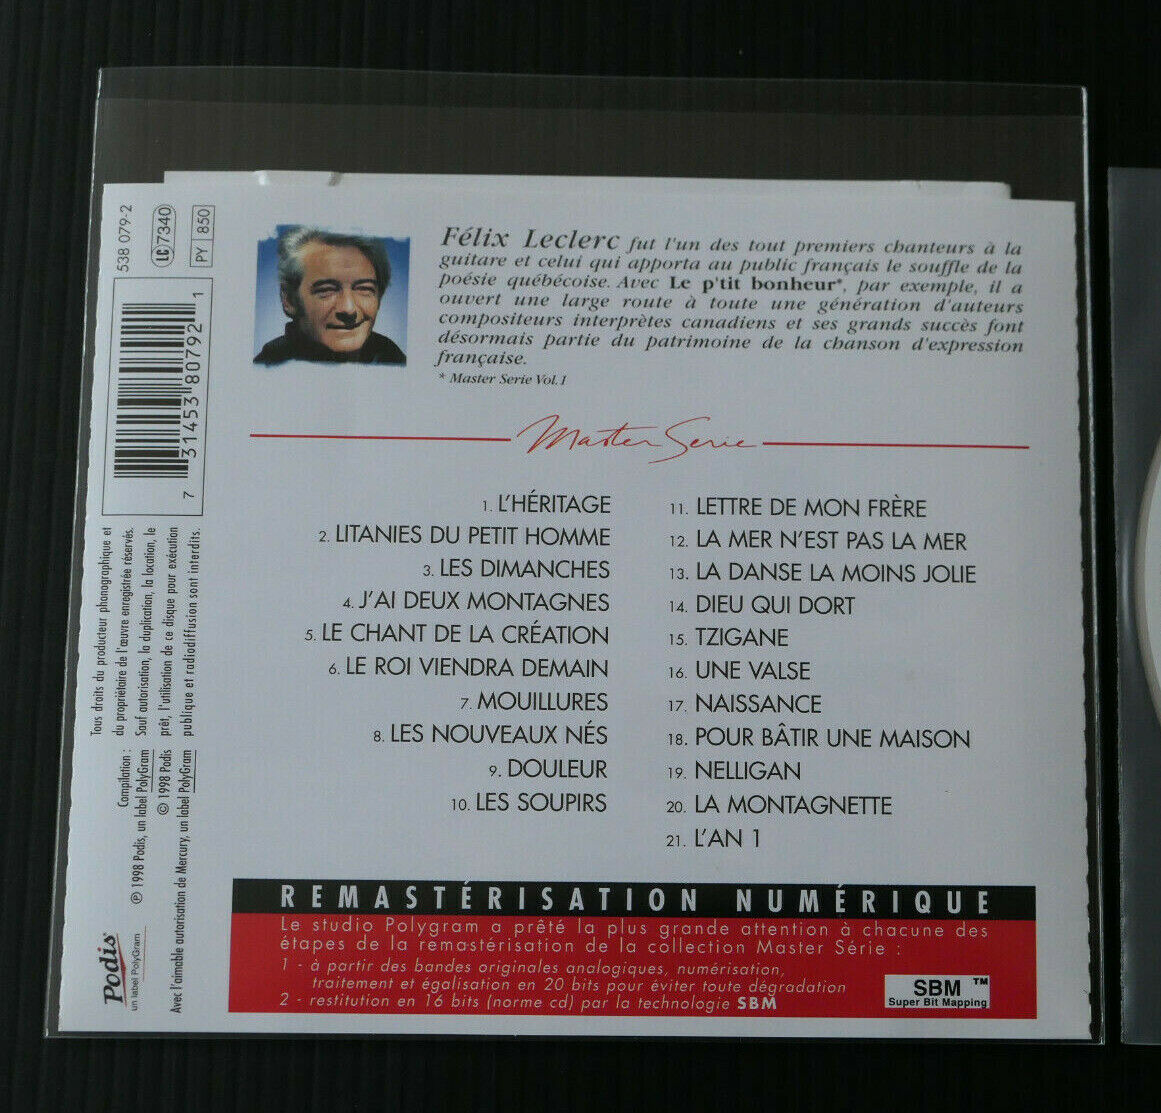 538 079-2
LC 7340
PY 850
7 31453 80792 1
Tous droits du producteur phonographique et
du propriétaire de l'œuvre enregistrée réservés.
Sauf autorisation, la duplication, la location, le
prêt, l'utilisation de ce disque pour exécution
publique et radiodiffusion sont interdits.
Compilation :
℗ 1998 Podis, un label PolyGram
© 1998 Podis
Avec l'aimable autorisation de Mercury, un label PolyGram
Podis
un label PolyGram
Félix Leclerc fut l'un des tout premiers chanteurs à la
guitare et celui qui apporta au public français le souffle de la
poésie québécoise. Avec Le p'tit bonheur*, par exemple, il a
ouvert une large route à toute une génération d'auteurs
compositeurs interprètes canadiens et ses grands succès font
désormais partie du patrimoine de la chanson d'expression
française.
* Master Serie Vol.1
Master Serie
1. L'HÉRITAGE
2. LITANIES DU PETIT HOMME
3. LES DIMANCHES
4. J'AI DEUX MONTAGNES
5. LE CHANT DE LA CRÉATION
6. LE ROI VIENDRA DEMAIN
7. MOUILLURES
8. LES NOUVEAUX NÉS
9. DOULEUR
10. LES SOUPIRS
11. LETTRE DE MON FRÈRE
12. LA MER N'EST PAS LA MER
13. LA DANSE LA MOINS JOLIE
14. DIEU QUI DORT
15. TZIGANE
16. UNE VALSE
17. NAISSANCE
18. POUR BÂTIR UNE MAISON
19. NELLIGAN
20. LA MONTAGNETTE
21. L'AN 1
REMASTÉRISATION NUMÉRIQUE
Le studio Polygram a prêté la plus grande attention à chacune des
étapes de la remastérisation de la collection Master Série :
1 - à partir des bandes originales analogiques, numérisation,
traitement et égalisation en 20 bits pour éviter toute dégradation
2 - restitution en 16 bits (norme cd) par la technologie SBM
SBM ™
Super Bit Mapping